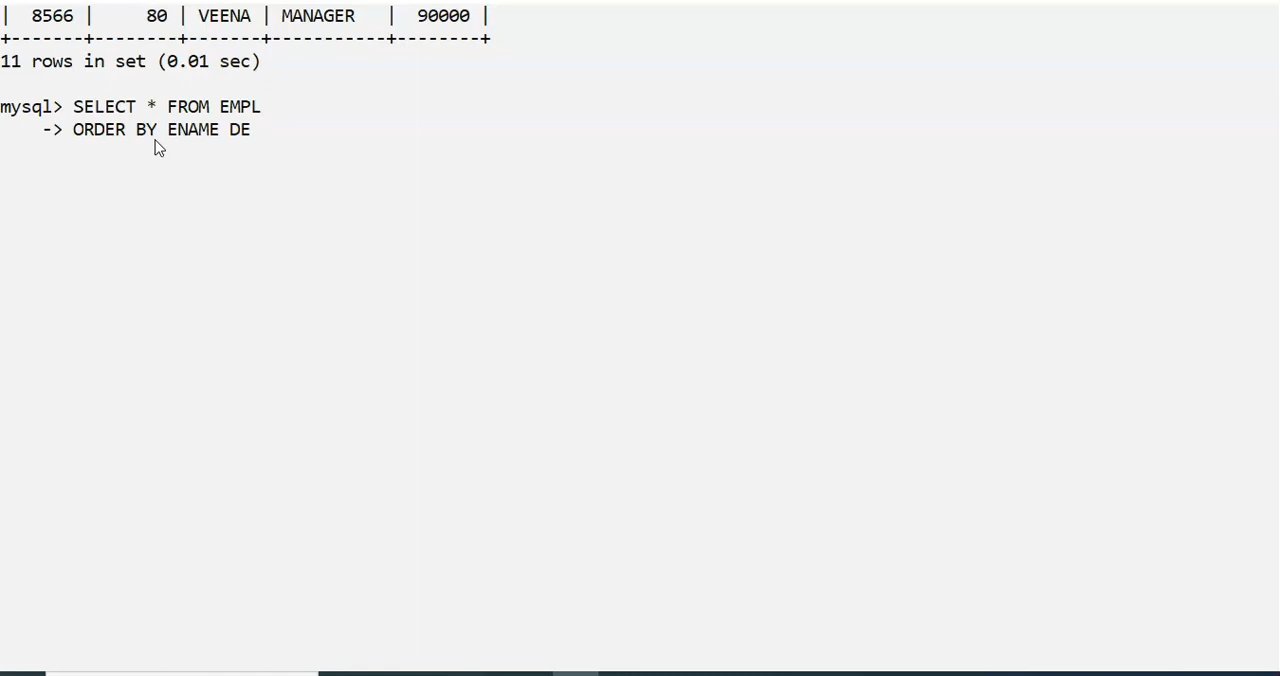 |  8566 |     80 | VEENA | MANAGER   |  90000 |
+-------+--------+-------+-----------+--------+
11 rows in set (0.01 sec)
mysql> SELECT * FROM EMPL
    -> ORDER BY ENAME DE